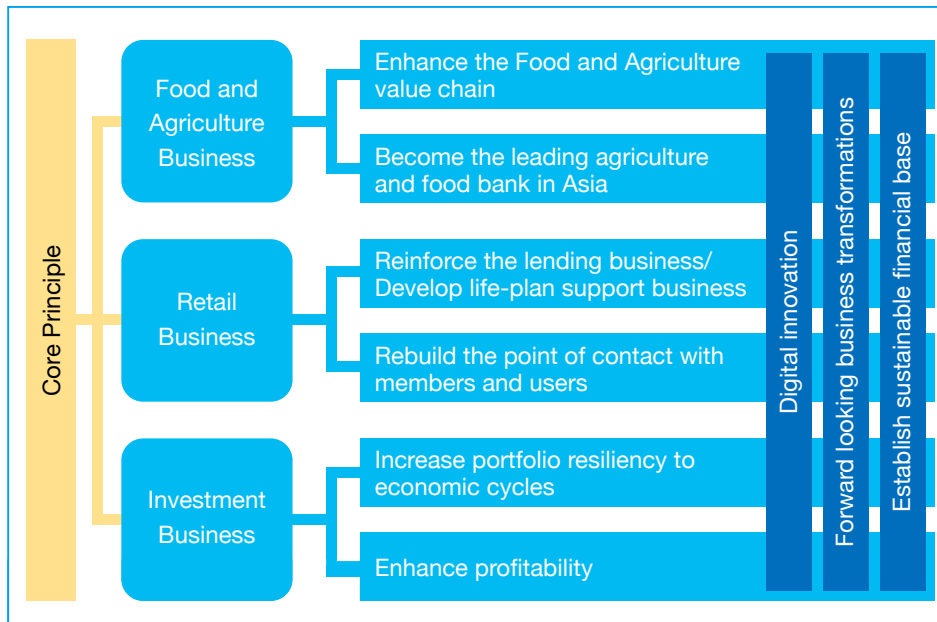 Core Principle
Food and
Agriculture
Business
Enhance the Food and Agriculture
value chain
Become the leading agriculture
and food bank in Asia
Retail
Business
Reinforce the lending business/
Develop life-plan support business
Rebuild the point of contact with
members and users
Investment
Business
Increase portfolio resiliency to
economic cycles
Enhance profitability
Digital innovation
Forward looking business transformations
Establish sustainable financial base